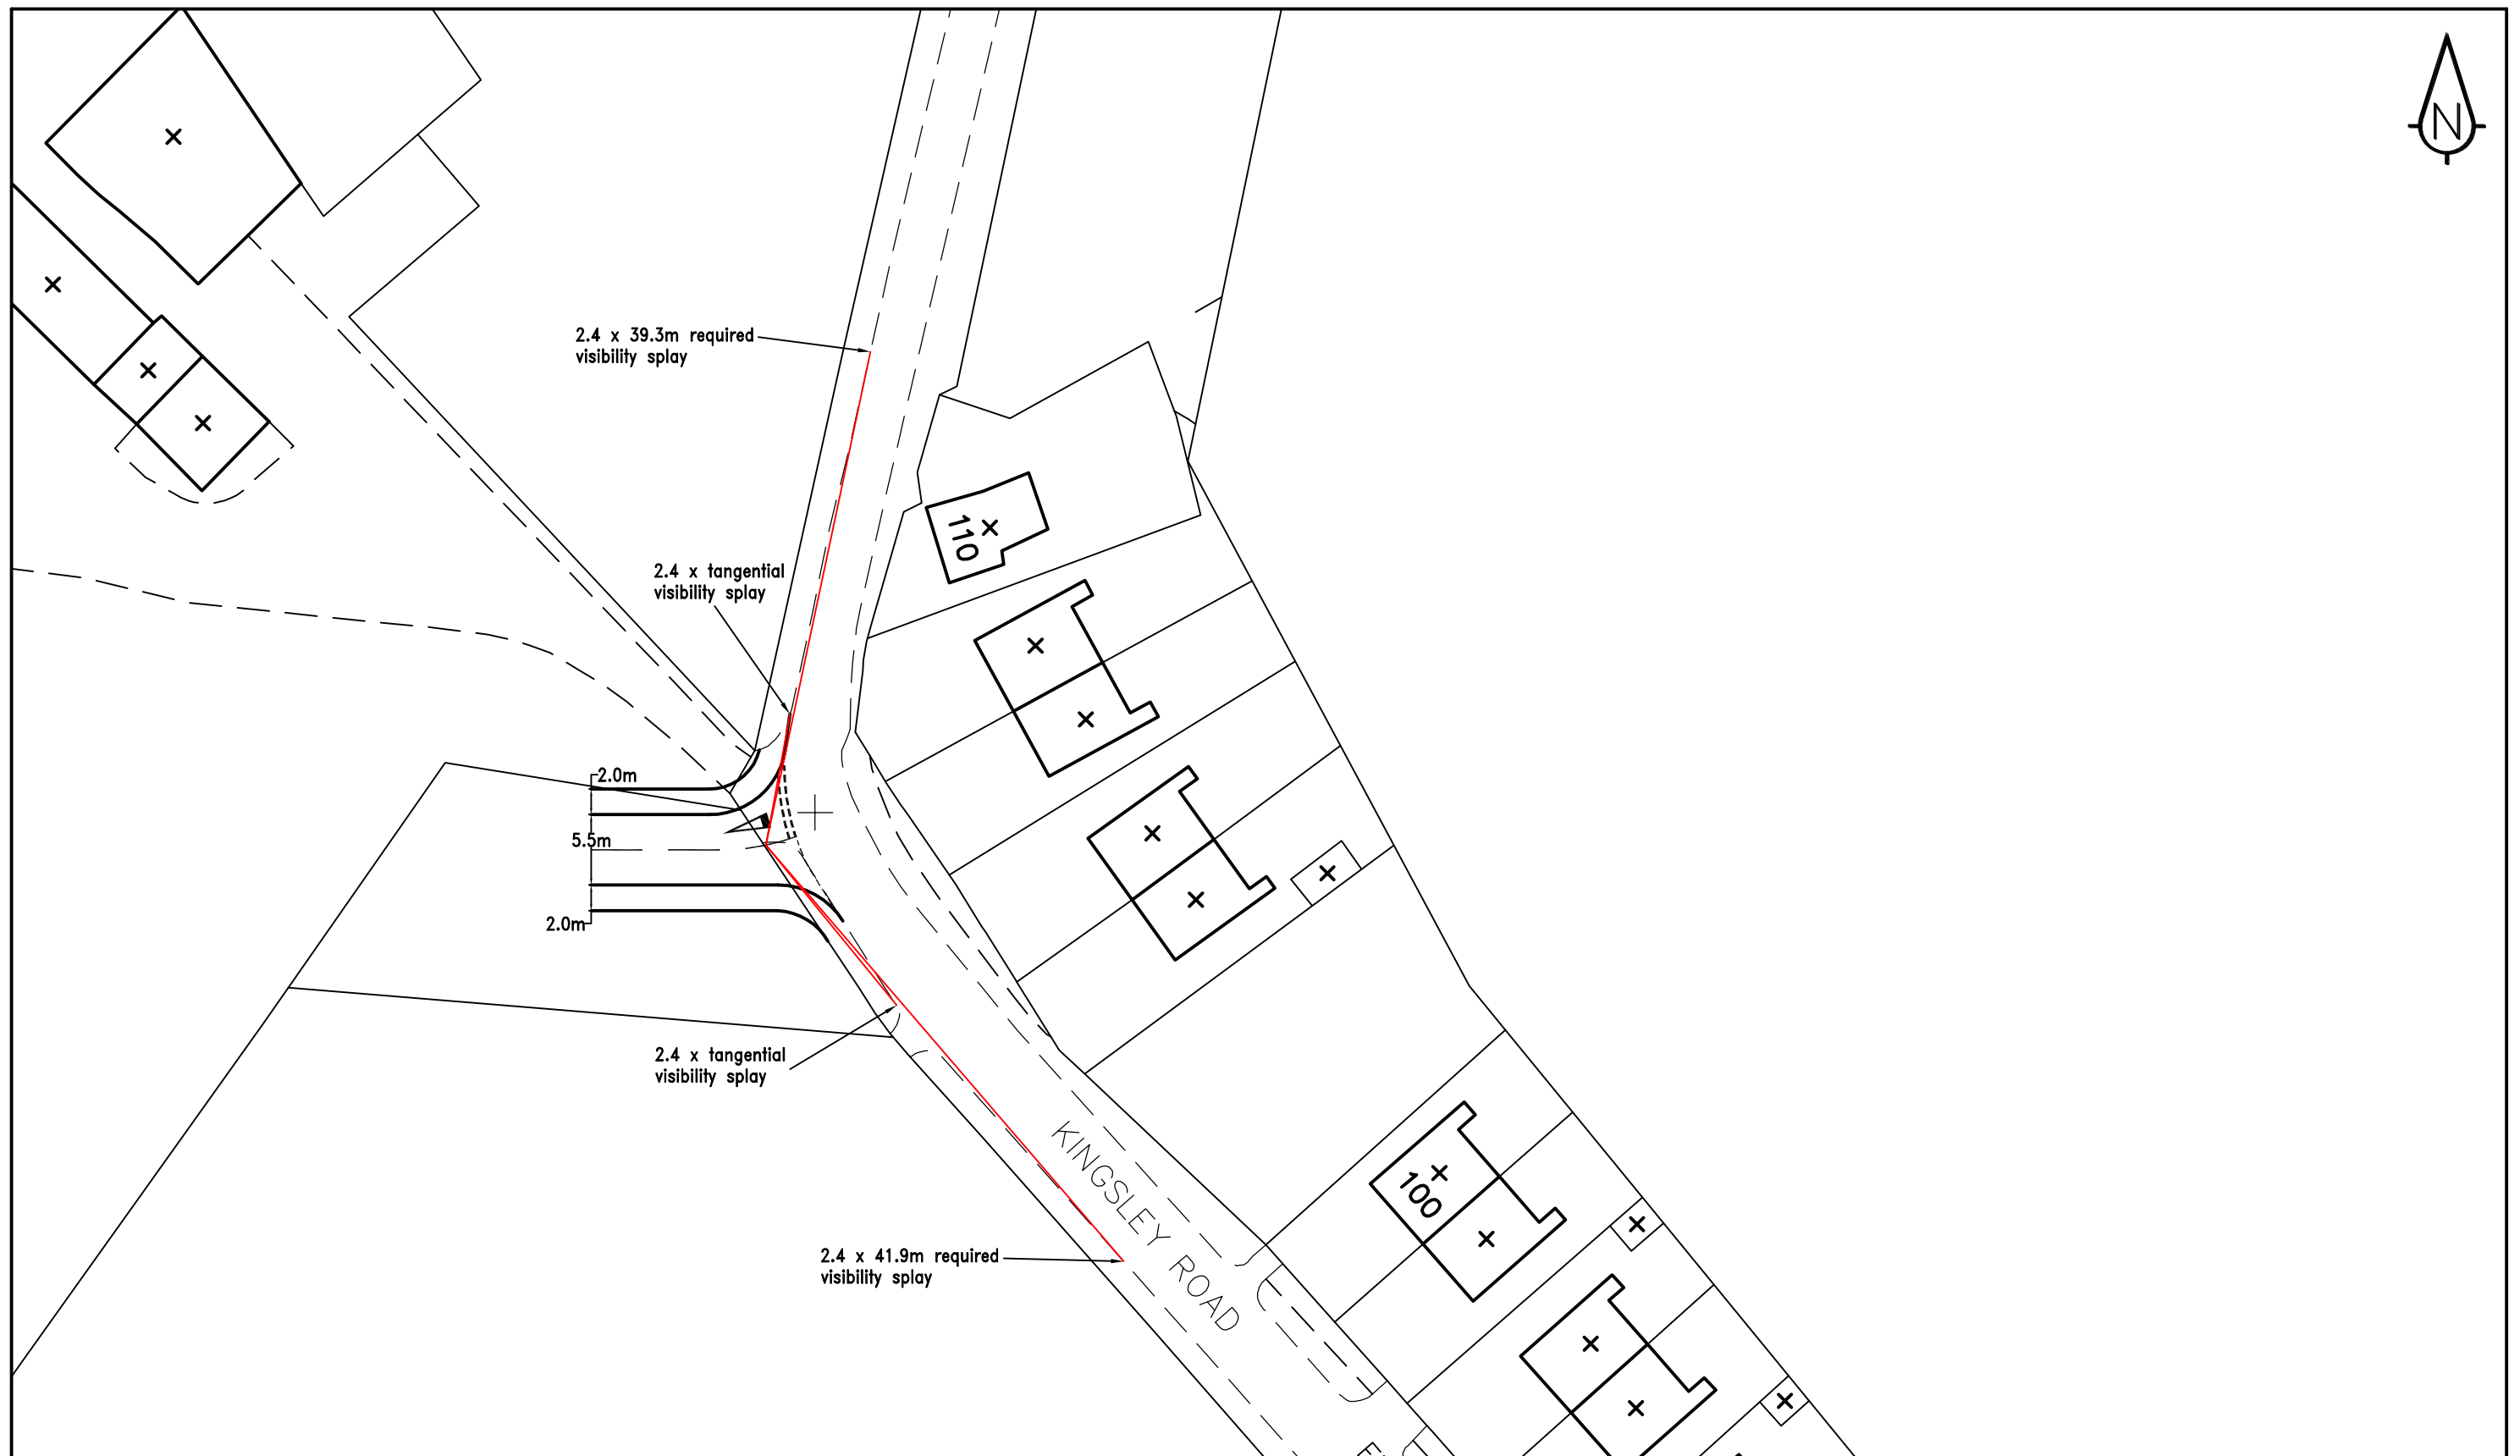 N
2.4 x 39.3m required
visibility splay
110
2.4 x tangential
visibility splay
2.0m
5.5m
2.0m
2.4 x tangential
visibility splay
KINGSLEY ROAD
100
2.4 x 41.9m required
visibility splay